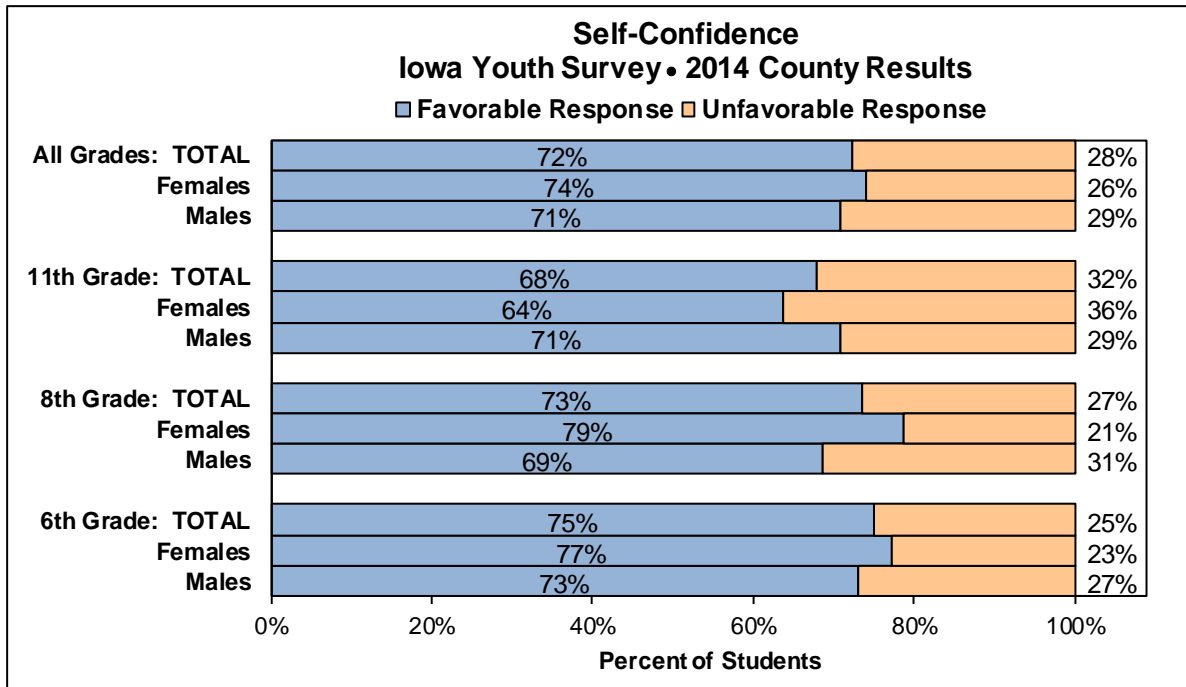 Self-Confidence
Iowa Youth Survey • 2014 County Results
Favorable Response Unfavorable Response
All Grades: TOTAL 72% 28%
Females 74% 26%
Males 71% 29%
11th Grade: TOTAL 68% 32%
Females 64% 36%
Males 71% 29%
8th Grade: TOTAL 73% 27%
Females 79% 21%
Males 69% 31%
6th Grade: TOTAL 75% 25%
Females 77% 23%
Males 73% 27%
0% 20% 40% 60% 80% 100%
Percent of Students